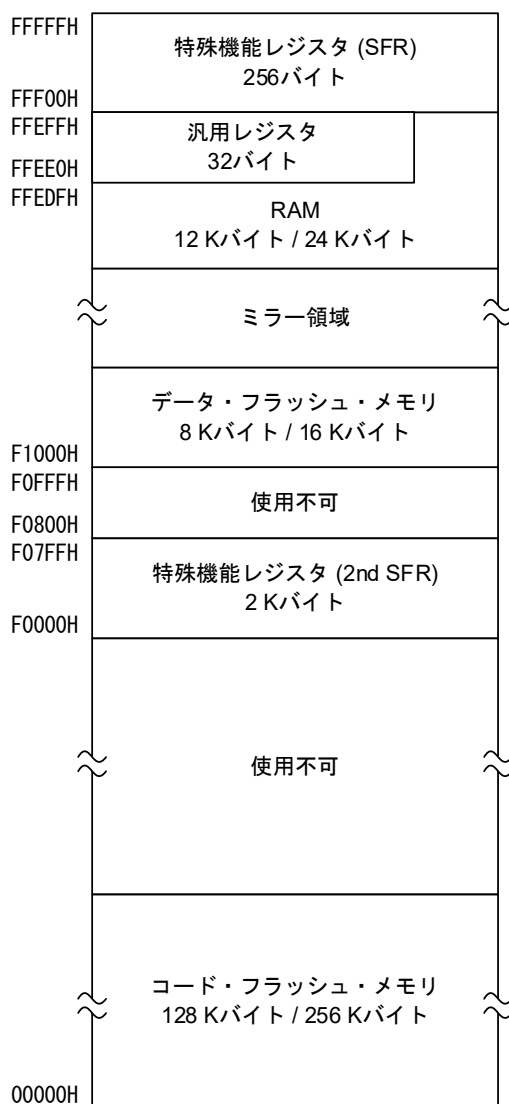 FFFFFH
特殊機能レジスタ (SFR)
256バイト
FFF00H
FFEFFH
汎用レジスタ
32バイト
FFEE0H
FFEDFH
RAM
12 Kバイト / 24 Kバイト
ミラー領域
データ・フラッシュ・メモリ
8 Kバイト / 16 Kバイト
F1000H
F0FFFH
使用不可
F0800H
F07FFH
特殊機能レジスタ (2nd SFR)
2 Kバイト
F0000H
使用不可
コード・フラッシュ・メモリ
128 Kバイト / 256 Kバイト
00000H